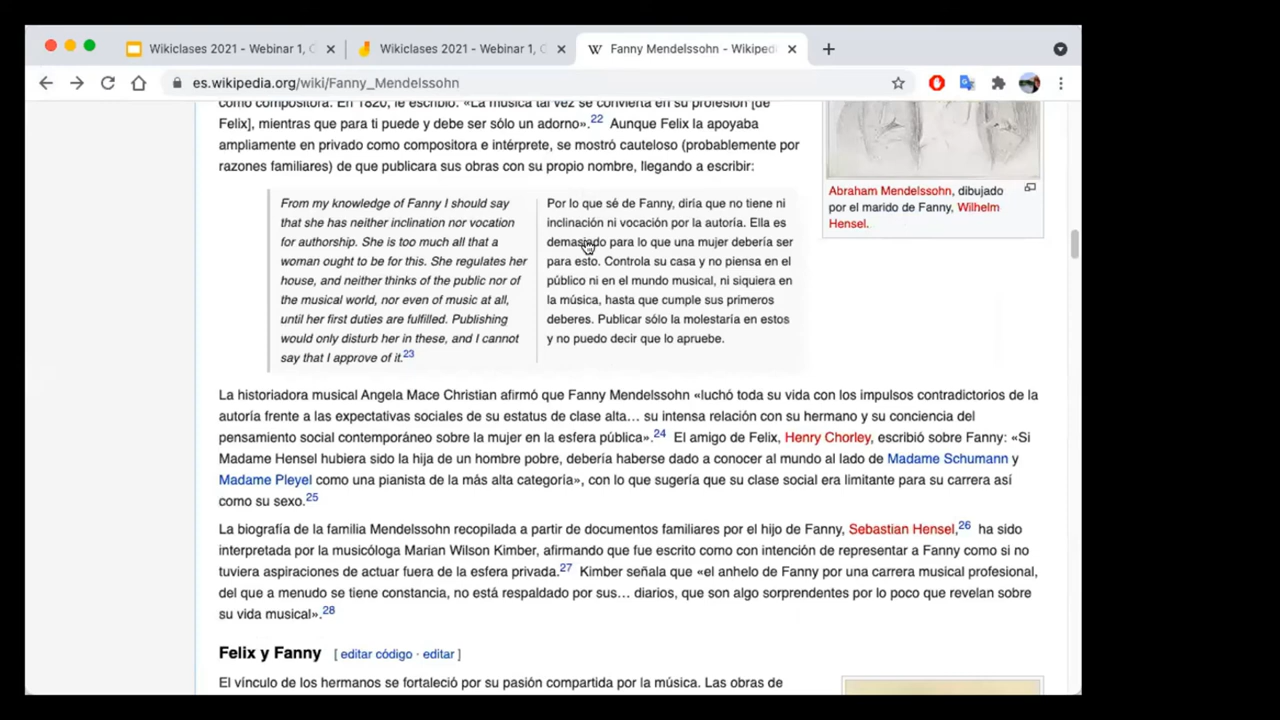 Wikiclases 2021 - Webinar 1, C
Wikiclases 2021 - Webinar 1, C
Fanny Mendelssohn - Wikiped
es.wikipedia.org/wiki/Fanny_Mendelssohn
como compositora. En 1820, le escribió: «La música tal vez se convierta en su profesión [de
Felix], mientras que para ti puede y debe ser sólo un adorno».22 Aunque Felix la apoyaba
ampliamente en privado como compositora e intérprete, se mostró cauteloso (probablemente por
razones familiares) de que publicara sus obras con su propio nombre, llegando a escribir:
From my knowledge of Fanny I should say
that she has neither inclination nor vocation
for authorship. She is too much all that a
woman ought to be for this. She regulates her
house, and neither thinks of the public nor of
the musical world, nor even of music at all,
until her first duties are fulfilled. Publishing
would only disturb her in these, and I cannot
say that I approve of it.23
Por lo que sé de Fanny, diría que no tiene ni
inclinación ni vocación por la autoría. Ella es
demasiado para lo que una mujer debería ser
para esto. Controla su casa y no piensa en el
público ni en el mundo musical, ni siquiera en
la música, hasta que cumple sus primeros
deberes. Publicar sólo la molestaría en estos
y no puedo decir que lo apruebe.
Abraham Mendelssohn, dibujado
por el marido de Fanny, Wilhelm
Hensel.
La historiadora musical Angela Mace Christian afirmó que Fanny Mendelssohn «luchó toda su vida con los impulsos contradictorios de la
autoría frente a las expectativas sociales de su estatus de clase alta... su intensa relación con su hermano y su conciencia del
pensamiento social contemporáneo sobre la mujer en la esfera pública».24 El amigo de Felix, Henry Chorley, escribió sobre Fanny: «Si
Madame Hensel hubiera sido la hija de un hombre pobre, debería haberse dado a conocer al mundo al lado de Madame Schumann y
Madame Pleyel como una pianista de la más alta categoría», con lo que sugería que su clase social era limitante para su carrera así
como su sexo.25
La biografía de la familia Mendelssohn recopilada a partir de documentos familiares por el hijo de Fanny, Sebastian Hensel,26 ha sido
interpretada por la musicóloga Marian Wilson Kimber, afirmando que fue escrito como con intención de representar a Fanny como si no
tuviera aspiraciones de actuar fuera de la esfera privada.27 Kimber señala que «el anhelo de Fanny por una carrera musical profesional,
del que a menudo se tiene constancia, no está respaldado por sus... diarios, que son algo sorprendentes por lo poco que revelan sobre
su vida musical».28
Felix y Fanny [ editar código · editar ]
El vínculo de los hermanos se fortaleció por su pasión compartida por la música. Las obras de